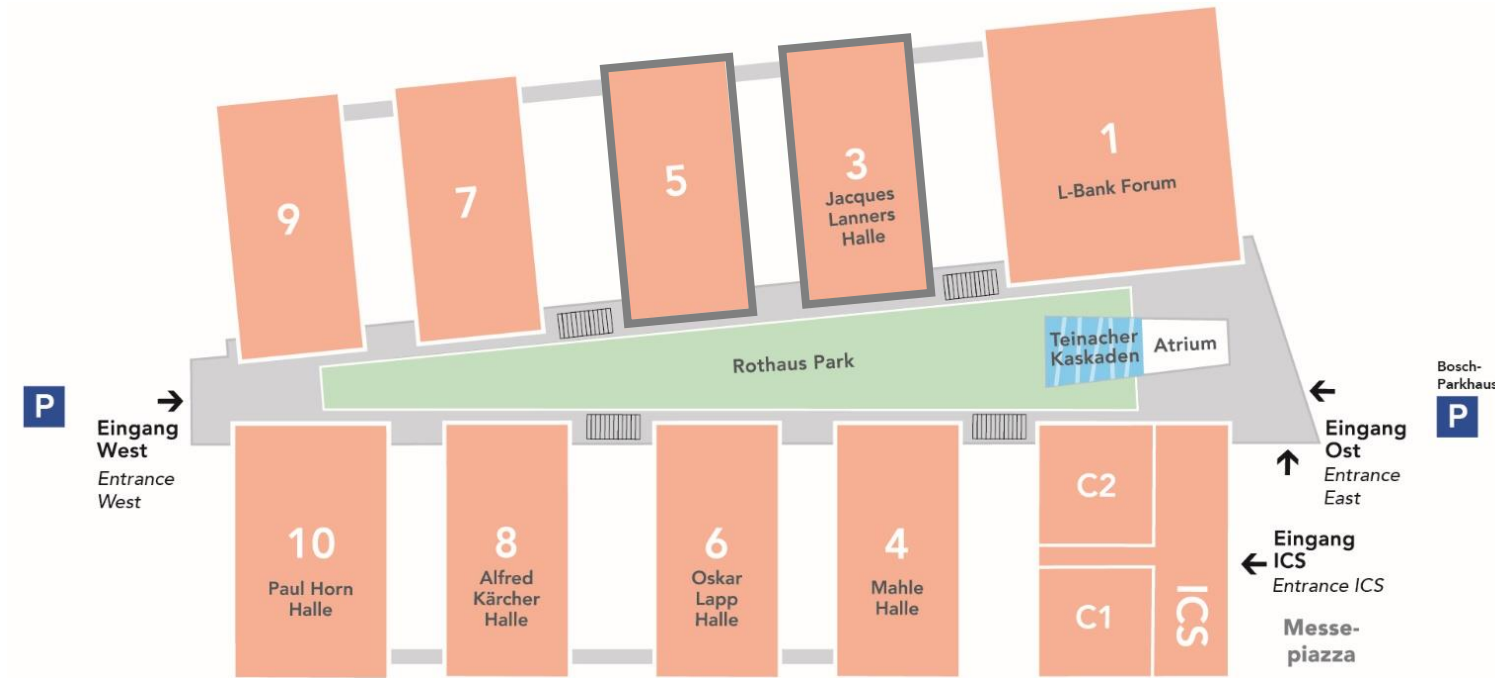 9
7
5
3
Jacques
Lanners
Halle
1
L-Bank Forum
Rothaus Park
Teinacher
Kaskaden
Atrium
P
Eingang
West
Entrance
West
Bosch-
Parkhaus
P
Eingang
Ost
Entrance
East
10
Paul Horn
Halle
8
Alfred
Kärcher
Halle
6
Oskar
Lapp
Halle
4
Mahle
Halle
C2
C1
ICS
Eingang
ICS
Entrance ICS
Messe-
piazza